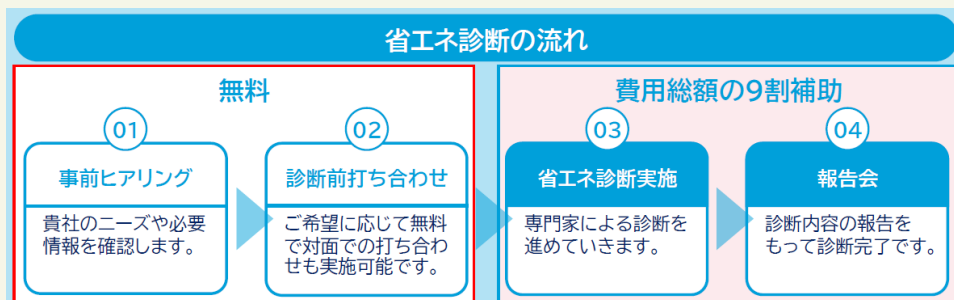 省エネ診断の流れ
無料
01
事前ヒアリング
貴社のニーズや必要
情報を確認します。
02
診断前打ち合わせ
ご希望に応じて無料
で対面での打ち合わ
せも実施可能です。
費用総額の9割補助
03
省エネ診断実施
専門家による診断を
進めていきます。
04
報告会
診断内容の報告を
もって診断完了です。